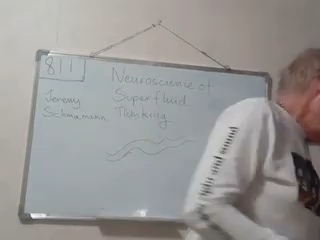 811
Neuroscience of
Superfluid
Thinking
Jeremy
Schumann